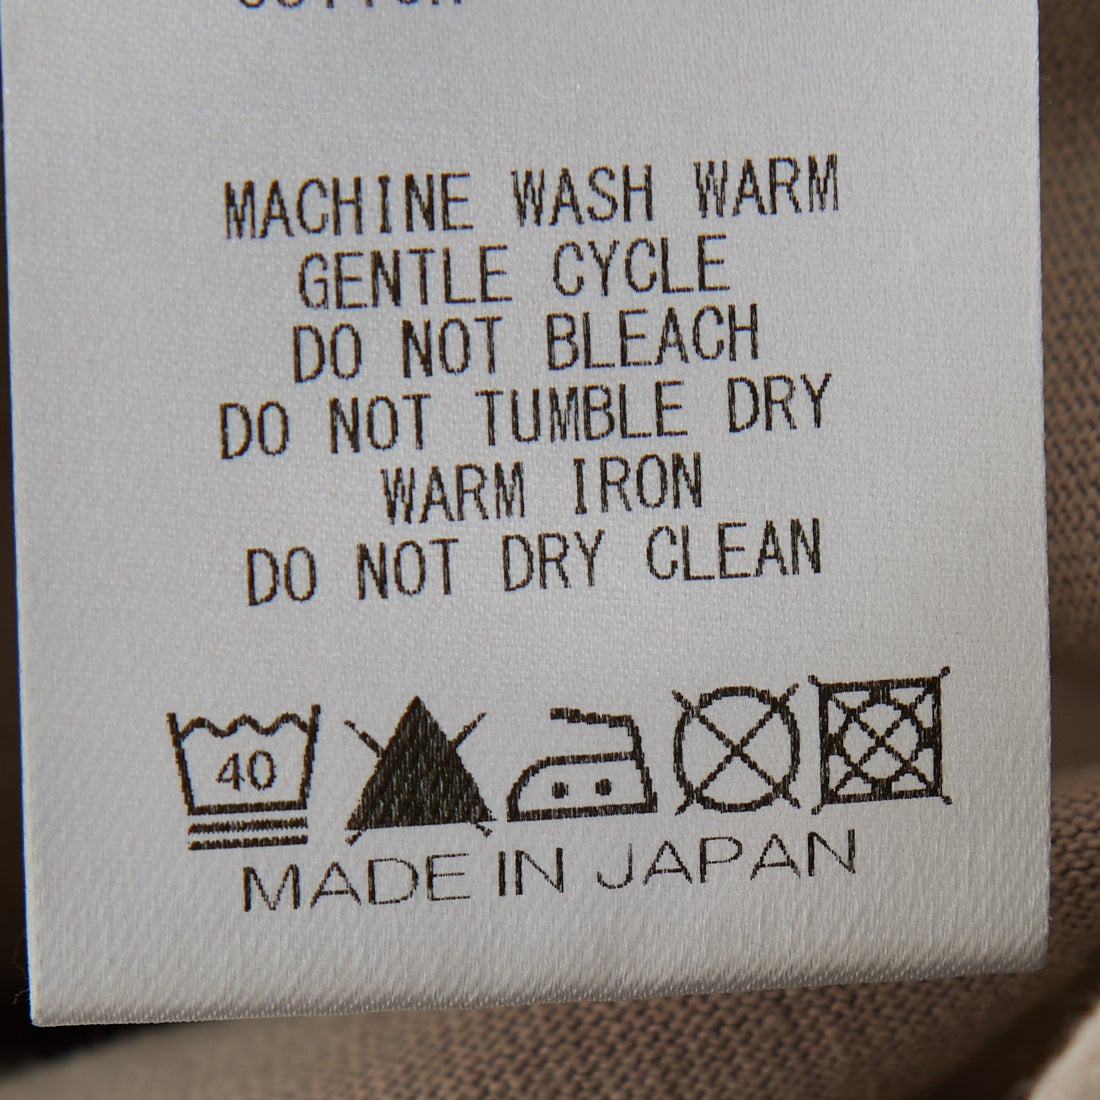 MACHINE WASH WARM
GENTLE CYCLE
DO NOT BLEACH
DO NOT TUMBLE DRY
WARM IRON
DO NOT DRY CLEAN
40
MADE IN JAPAN